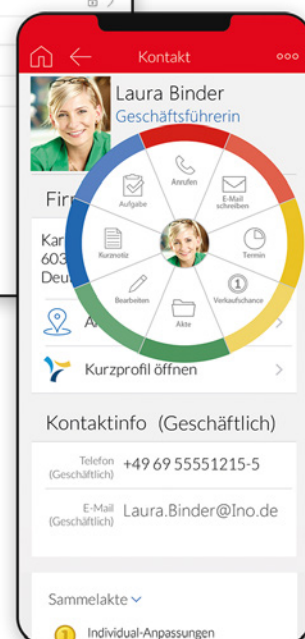 Kontakt
Laura Binder
Geschäftsführerin
Anrufen
Aufgabe
E-Mail
schreiben
Kurznotiz
Termin
Bearbeiten
Verkaufschance
1
Akte
Kurzprofil öffnen
Kontaktinfo (Geschäftlich)
Telefon
(Geschäftlich)
+49 69 55551215-5
E-Mail
(Geschäftlich)
Laura.Binder@Ino.de
Sammelakte
Individual-Anpassungen